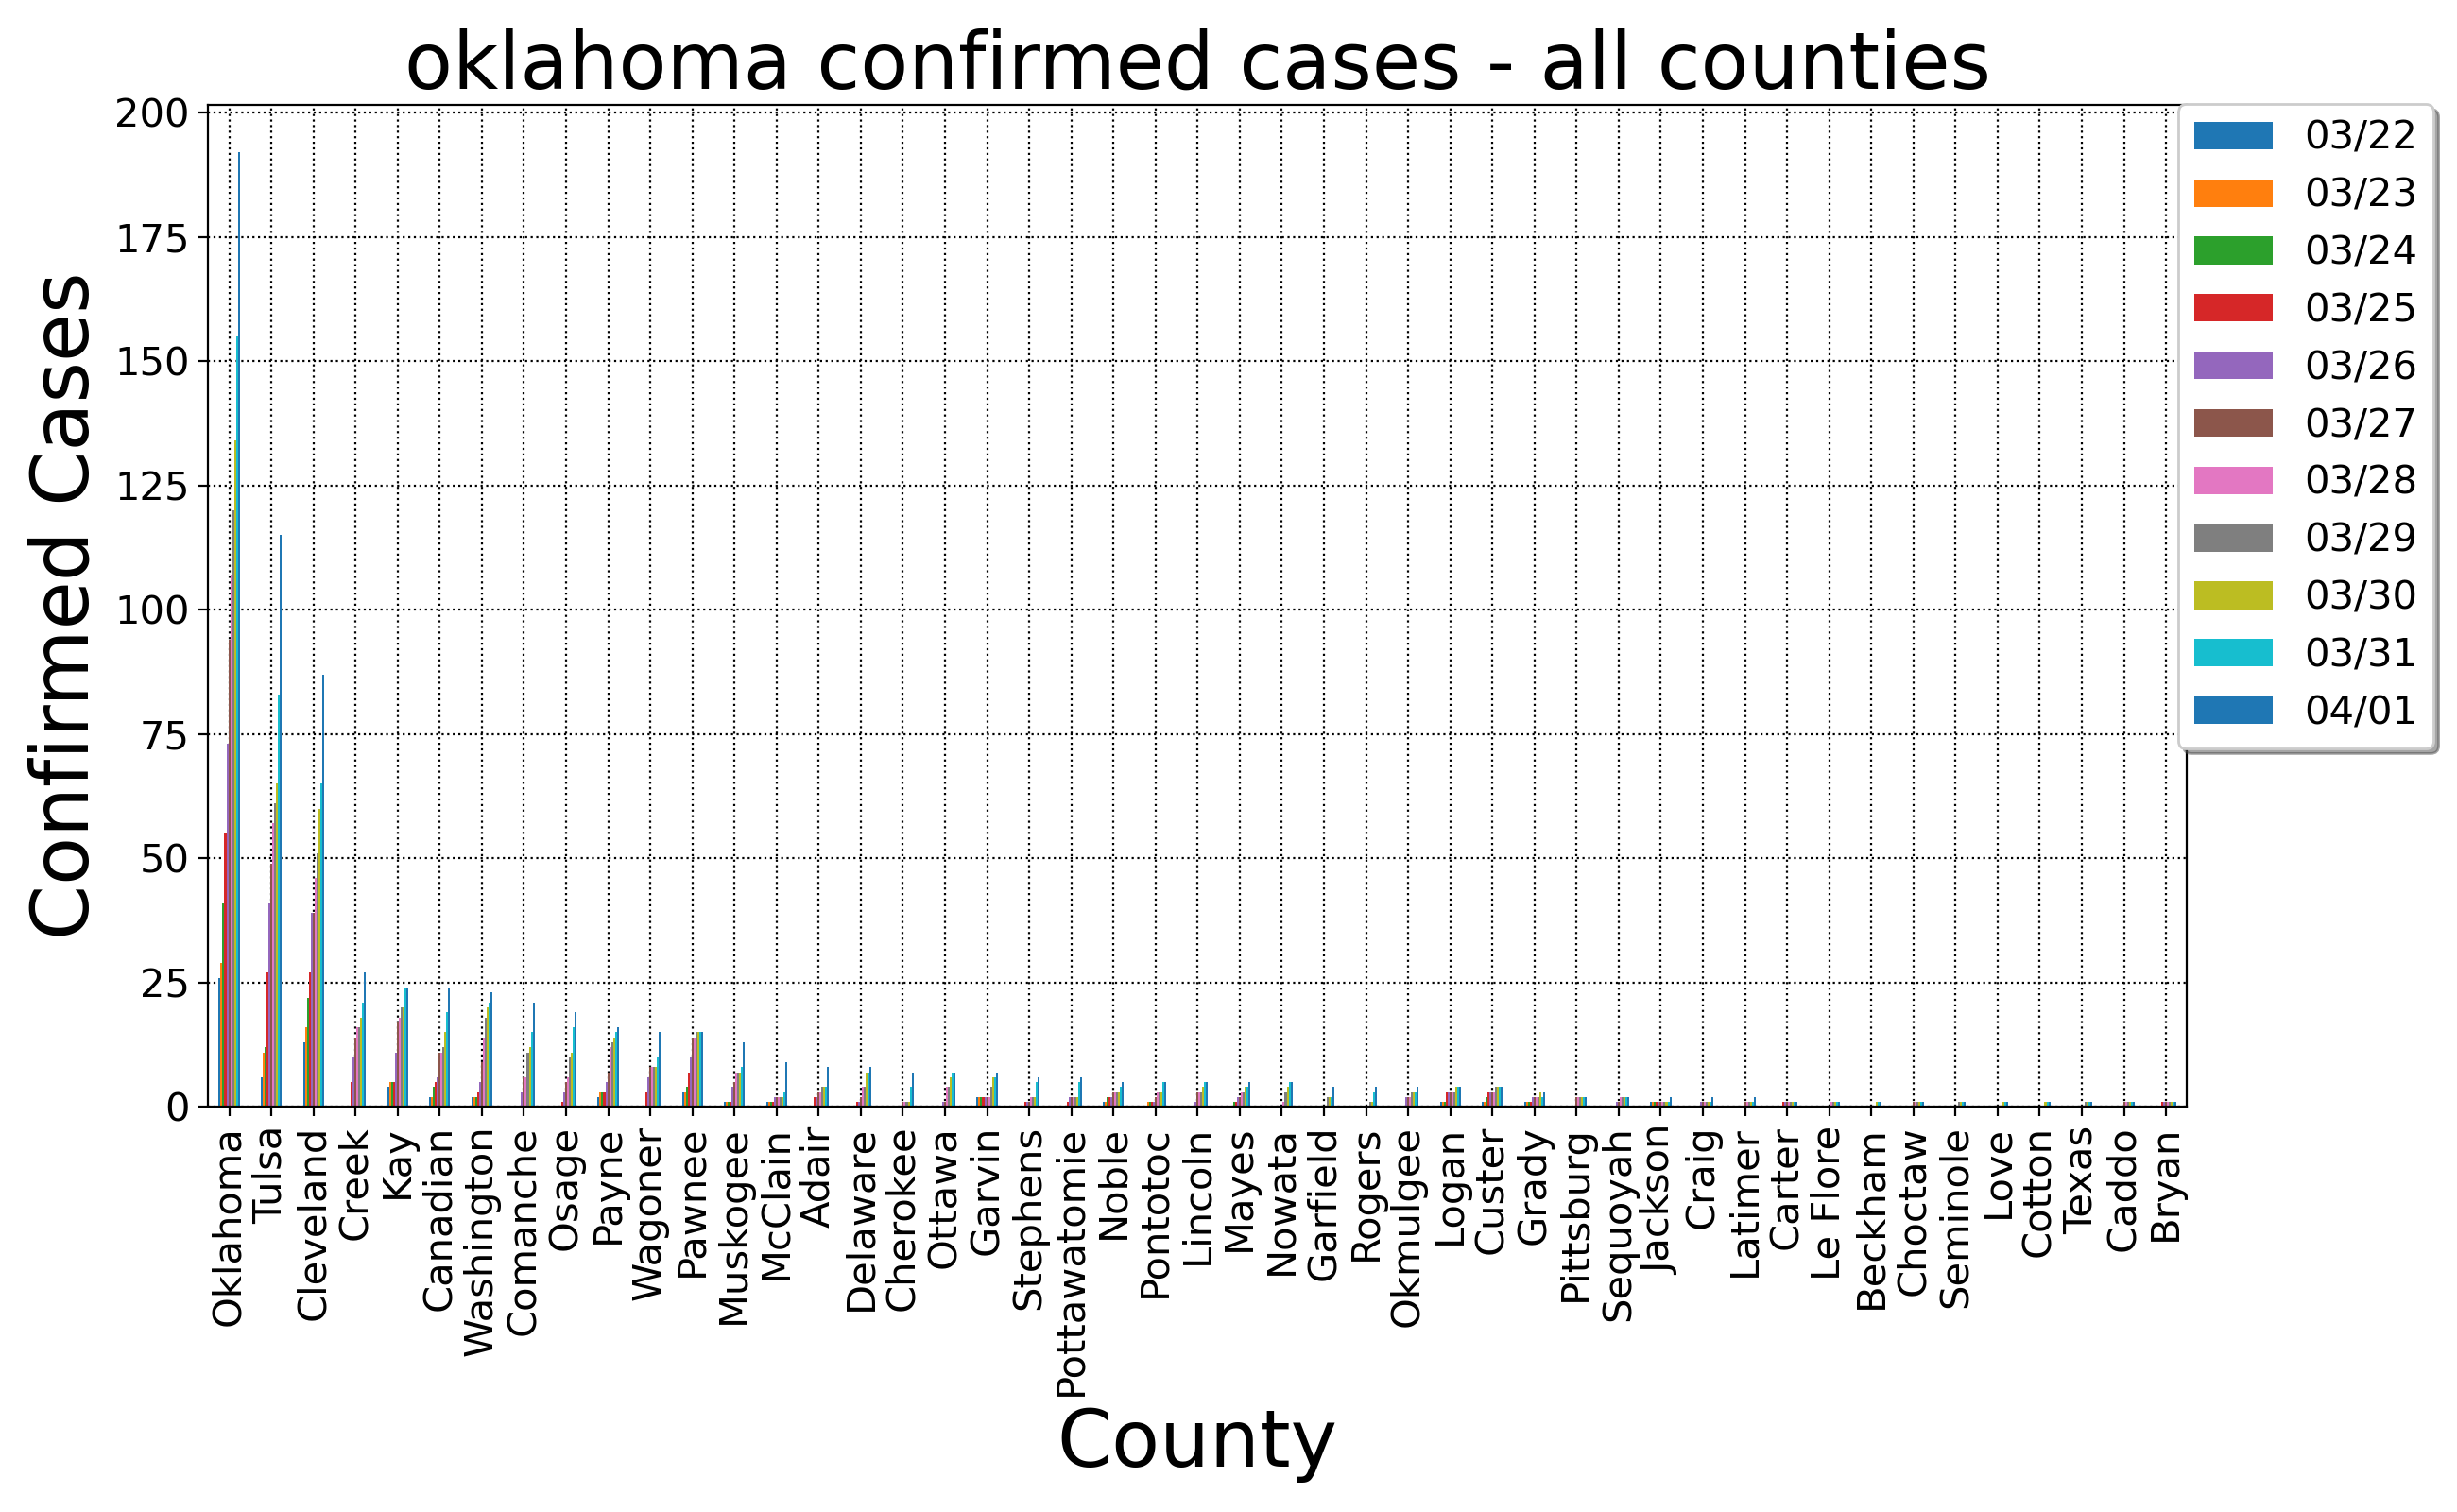 oklahoma confirmed cases - all counties
Confirmed Cases
200
175
150
125
100
75
50
25
0
03/22
03/23
03/24
03/25
03/26
03/27
03/28
03/29
03/30
03/31
04/01
Oklahoma
Tulsa
Cleveland
Creek
Kay
Canadian
Washington
Comanche
Osage
Payne
Wagoner
Pawnee
Muskogee
McClain
Adair
Delaware
Cherokee
Ottawa
Garvin
Stephens
Pottawatomie
Noble
Pontotoc
Lincoln
Mayes
Nowata
Garfield
Rogers
Okmulgee
Logan
Custer
Grady
Pittsburg
Sequoyah
Jackson
Craig
Latimer
Carter
Le Flore
Beckham
Choctaw
Seminole
Love
Cotton
Texas
Caddo
Bryan
County